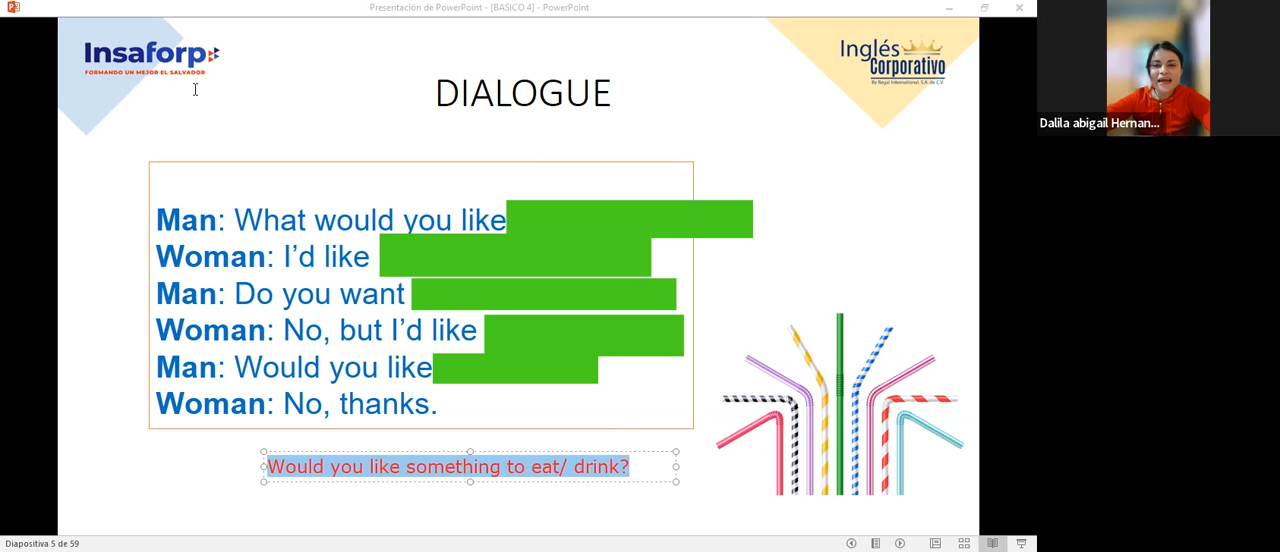 Presentación de PowerPoint - [BASICO 4] - PowerPoint
Insaforp
FORMANDO UN MEJOR EL SALVADOR
Inglés
Corporativo
By Regal International, S.A. de C.V.
DIALOGUE
Dalila abigail Hernan...
Man: What would you like
Woman: I’d like
Man: Do you want
Woman: No, but I’d like
Man: Would you like
Woman: No, thanks.
Would you like something to eat/ drink?
Diapositiva 5 de 59